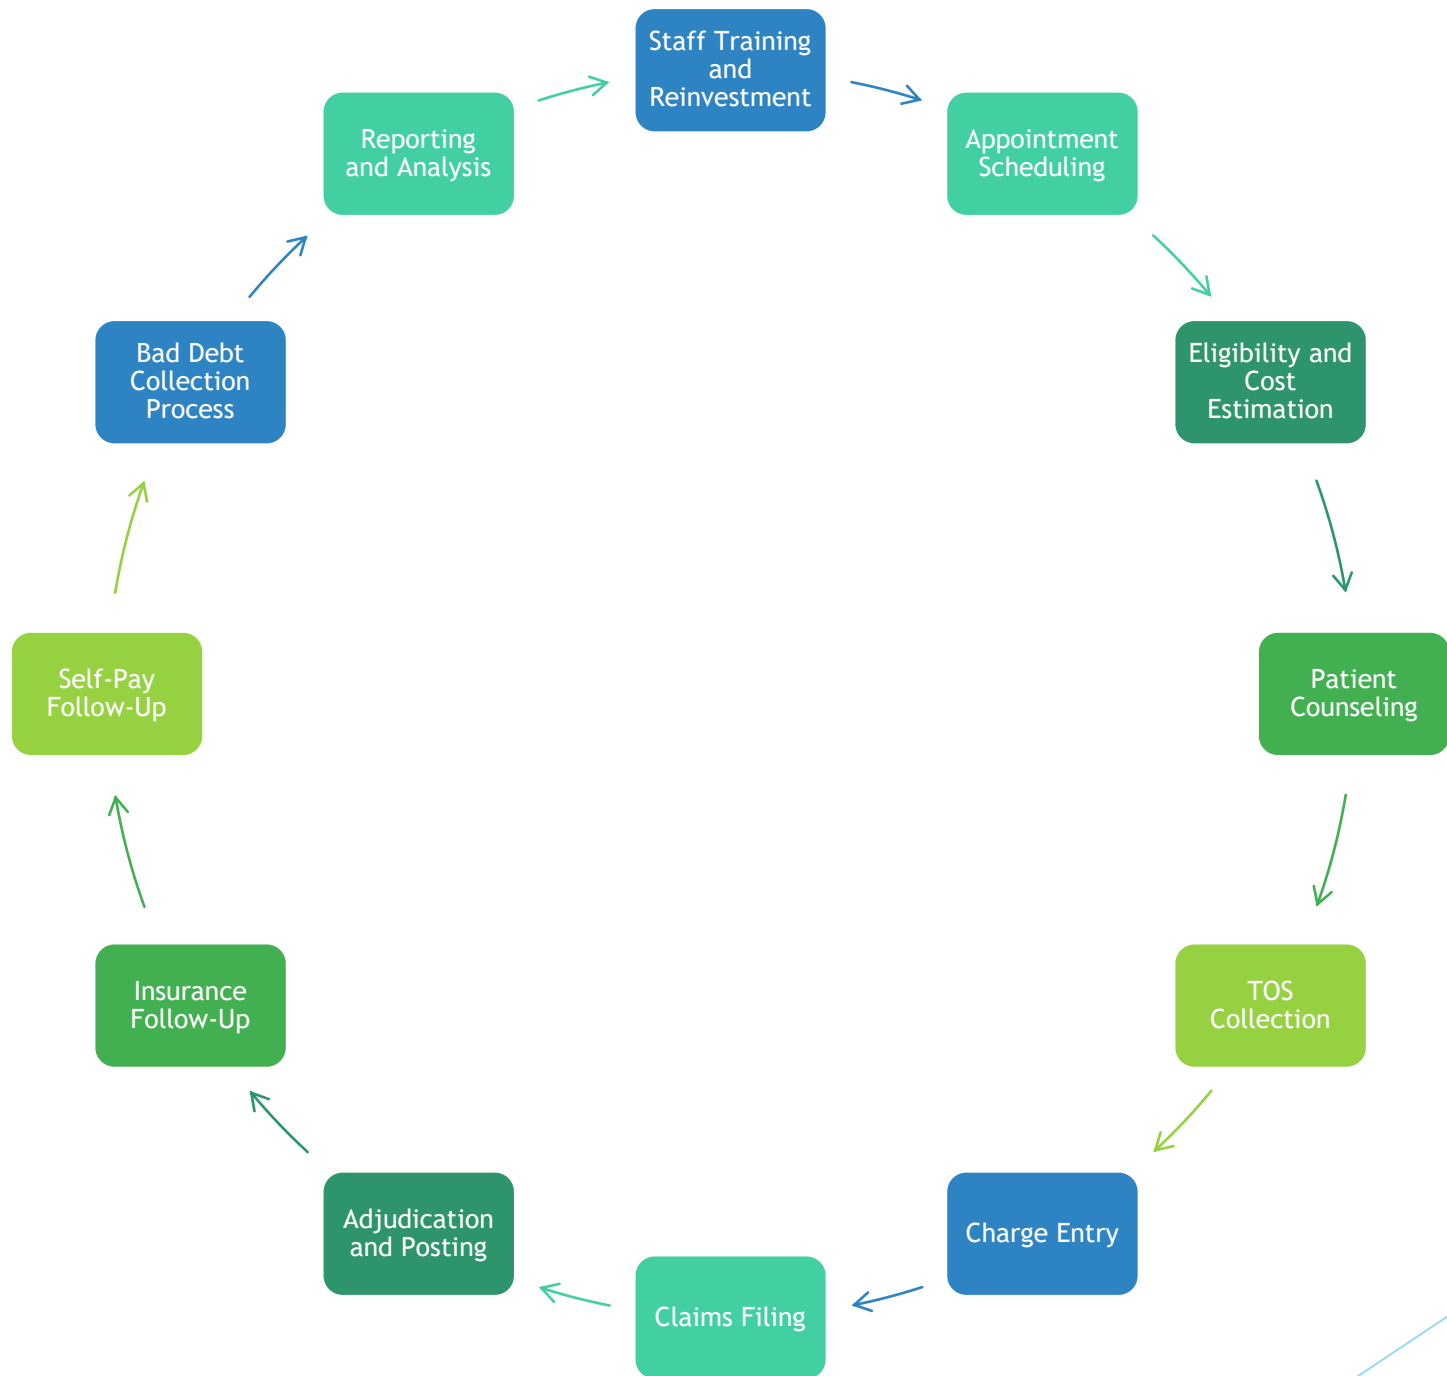 Staff Training
and
Reinvestment
Appointment
Scheduling
Eligibility and
Cost
Estimation
Patient
Counseling
TOS
Collection
Charge Entry
Claims Filing
Adjudication
and Posting
Insurance
Follow-Up
Self-Pay
Follow-Up
Bad Debt
Collection
Process
Reporting
and Analysis